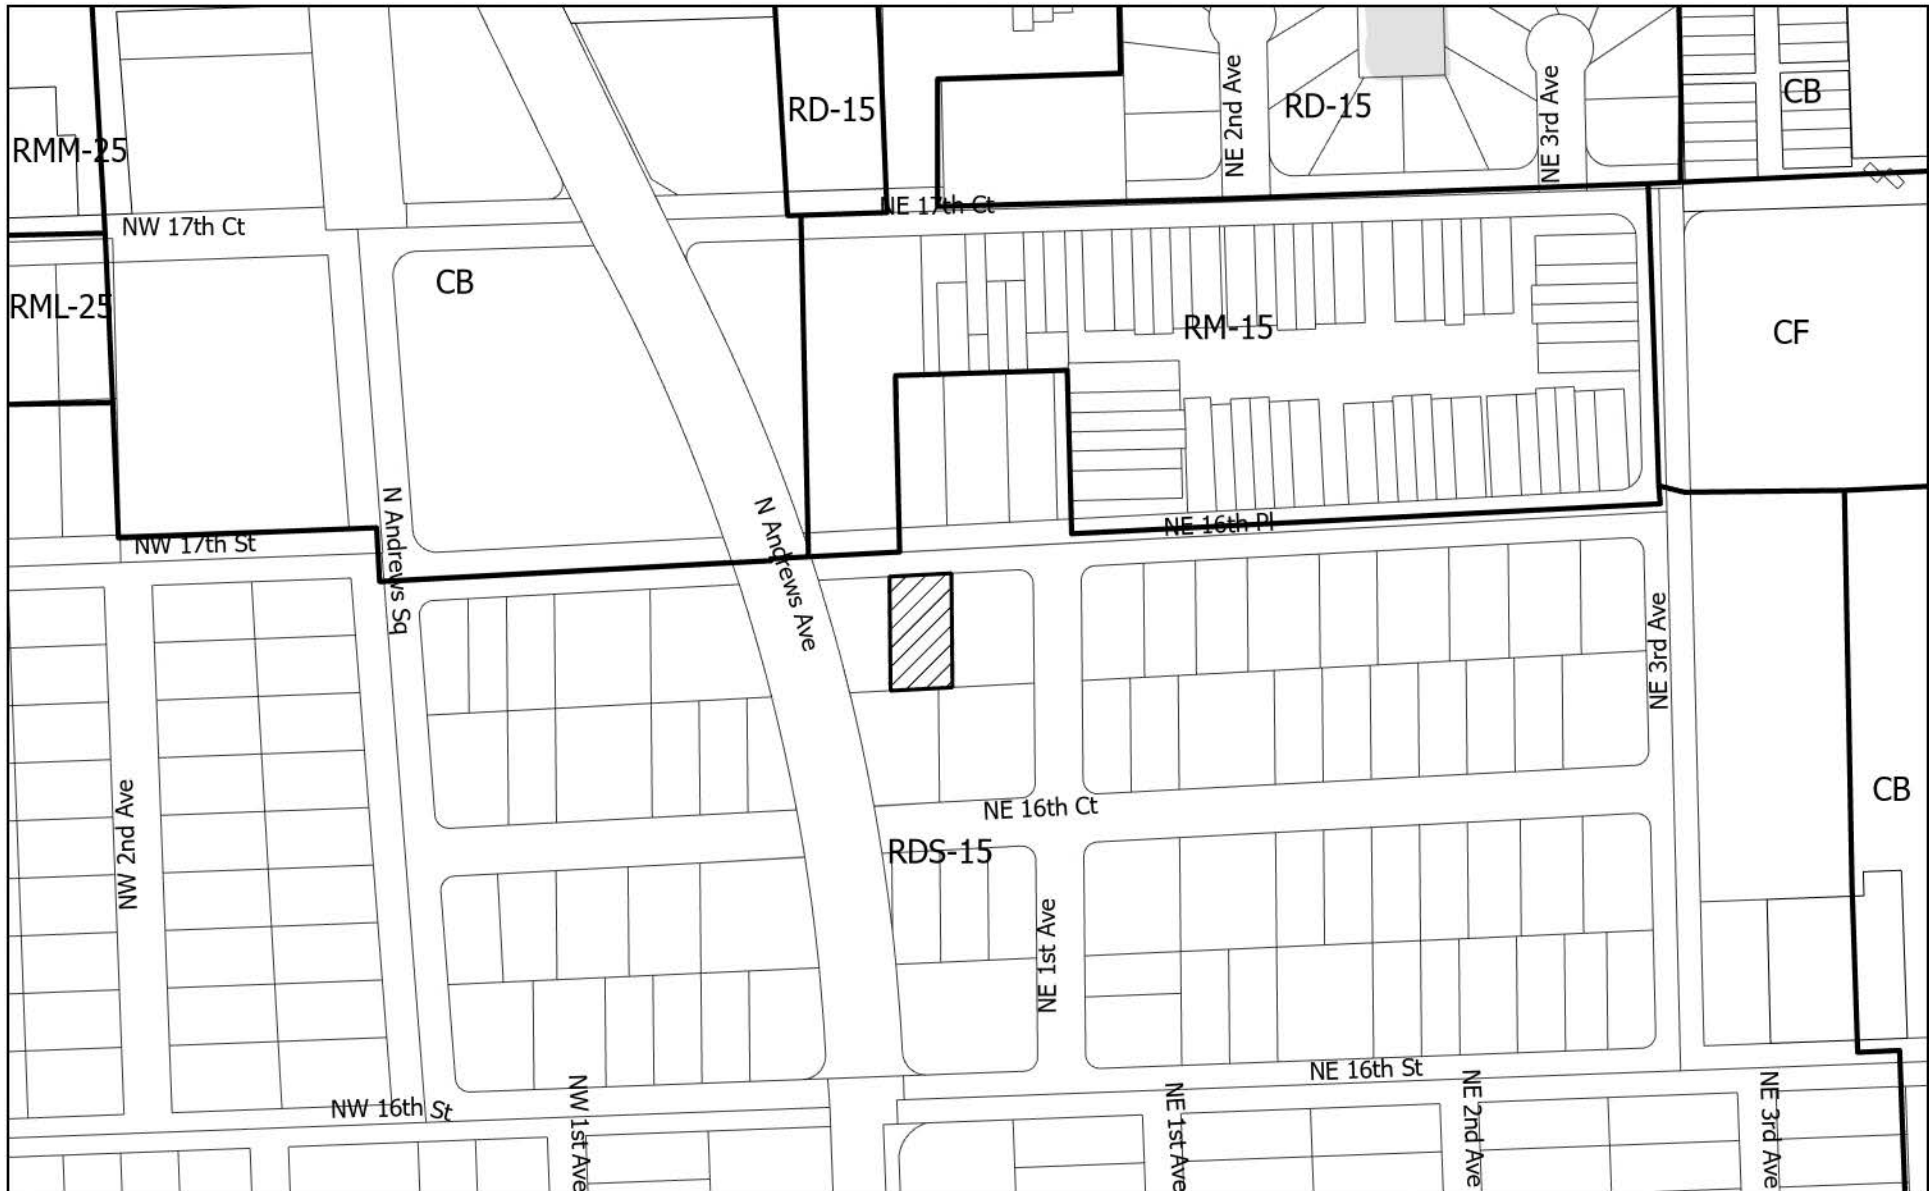 RD-15
RD-15
CB
NE 2nd Ave
NE 3rd Ave
RMM-25
NW 17th Ct
NE 17th Ct
CB
RML-25
RM-15
CF
N Andrews Sq
N Andrews Ave
NW 17th St
NE 16th Pl
NE 3rd Ave
NW 2nd Ave
NE 16th Ct
CB
RDS-15
NE 1st Ave
NE 16th St
NW 16th St
NW 1st Ave
NE 1st Ave
NE 2nd Ave
NE 3rd Ave